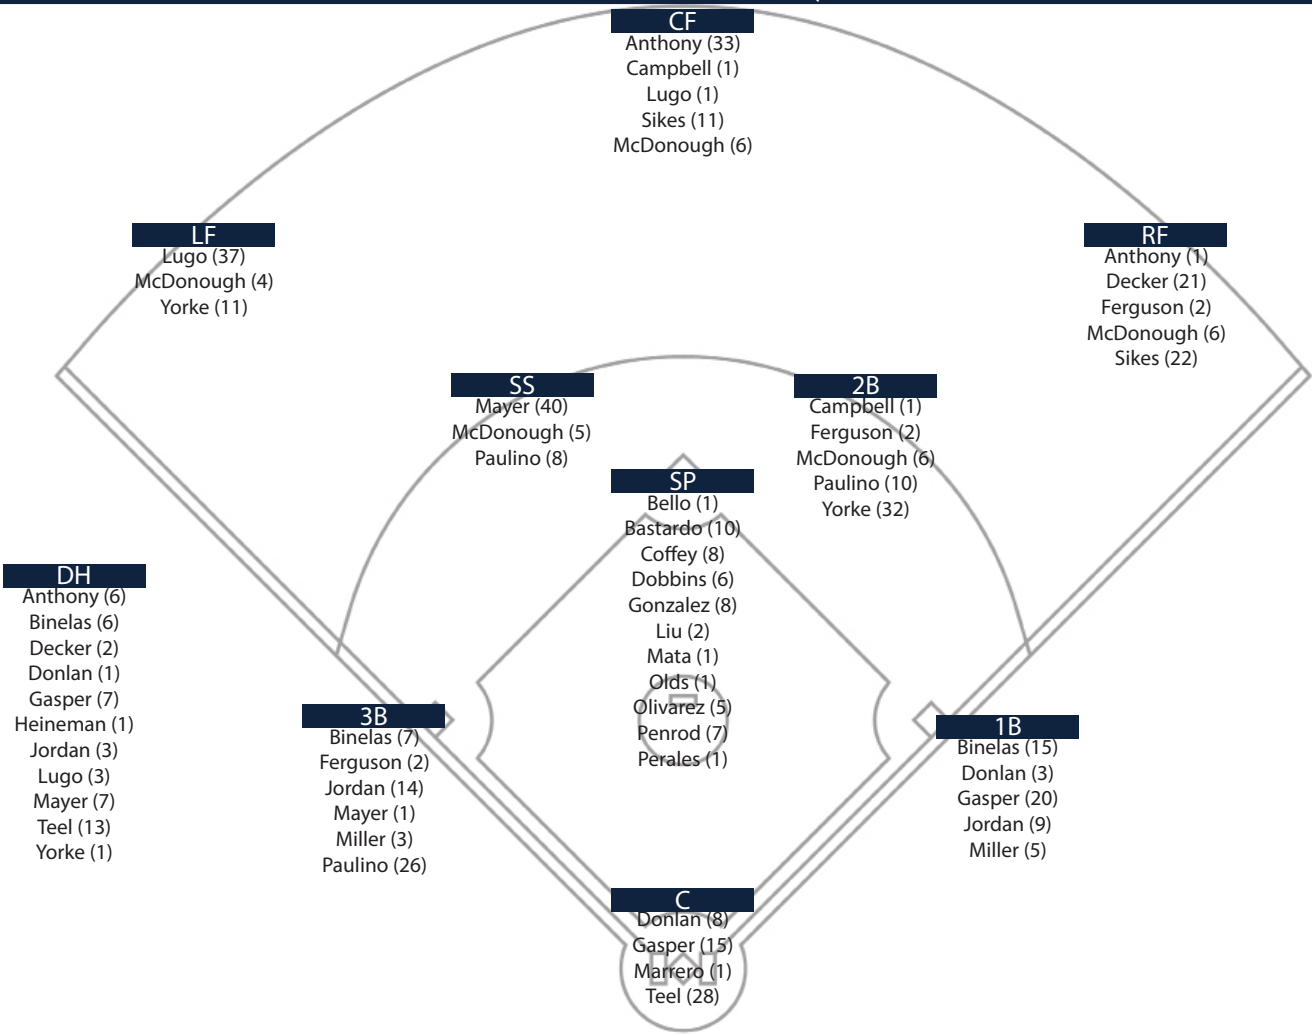 CF
Anthony (33)
Campbell (1)
Lugo (1)
Sikes (11)
McDonough (6)
LF
Lugo (37)
McDonough (4)
Yorke (11)
RF
Anthony (1)
Decker (21)
Ferguson (2)
McDonough (6)
Sikes (22)
SS
Mayer (40)
McDonough (5)
Paulino (8)
2B
Campbell (1)
Ferguson (2)
McDonough (6)
Paulino (10)
Yorke (32)
SP
Bello (1)
Bastardo (10)
Coffey (8)
Dobbins (6)
Gonzalez (8)
Liu (2)
Mata (1)
Olds (1)
Olivarez (5)
Penrod (7)
Perales (1)
DH
Anthony (6)
Binelas (6)
Decker (2)
Donlan (1)
Gasper (7)
Heineman (1)
Jordan (3)
Lugo (3)
Mayer (7)
Teel (13)
Yorke (1)
3B
Binelas (7)
Ferguson (2)
Jordan (14)
Mayer (1)
Miller (3)
Paulino (26)
1B
Binelas (15)
Donlan (3)
Gasper (20)
Jordan (9)
Miller (5)
C
Donlan (8)
Gasper (15)
Marrero (1)
Teel (28)